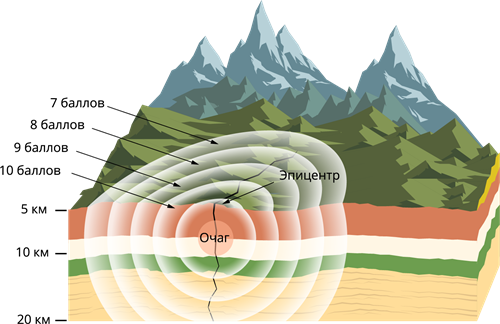 7 баллов
8 баллов
9 баллов
10 баллов
Эпицентр
5 км
Очаг
10 км
20 км